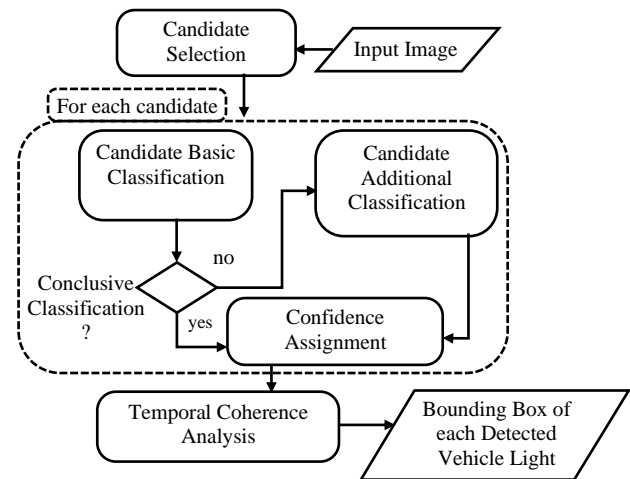 Candidate
Selection
Input Image
For each candidate
Candidate Basic
Classification
Candidate
Additional
Classification
no
Conclusive
Classification
?
yes
Confidence
Assignment
Temporal Coherence
Analysis
Bounding Box of
each Detected
Vehicle Light